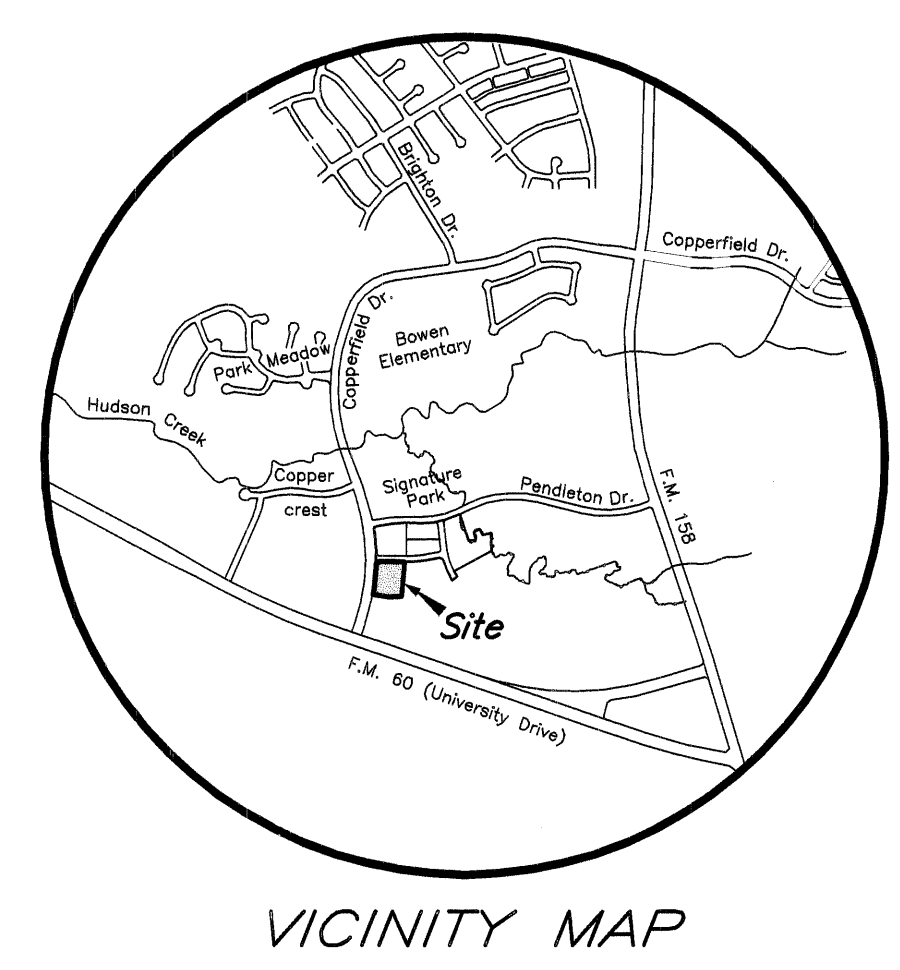 Brighton Dr.
Copperfield Dr.
Copperfield Dr.
Bowen
Elementary
Park Meadow
Hudson Creek
Copper
crest
Signature
Park
Pendleton Dr.
F.M. 158
Site
F.M. 60 (University Drive)
VICINITY MAP